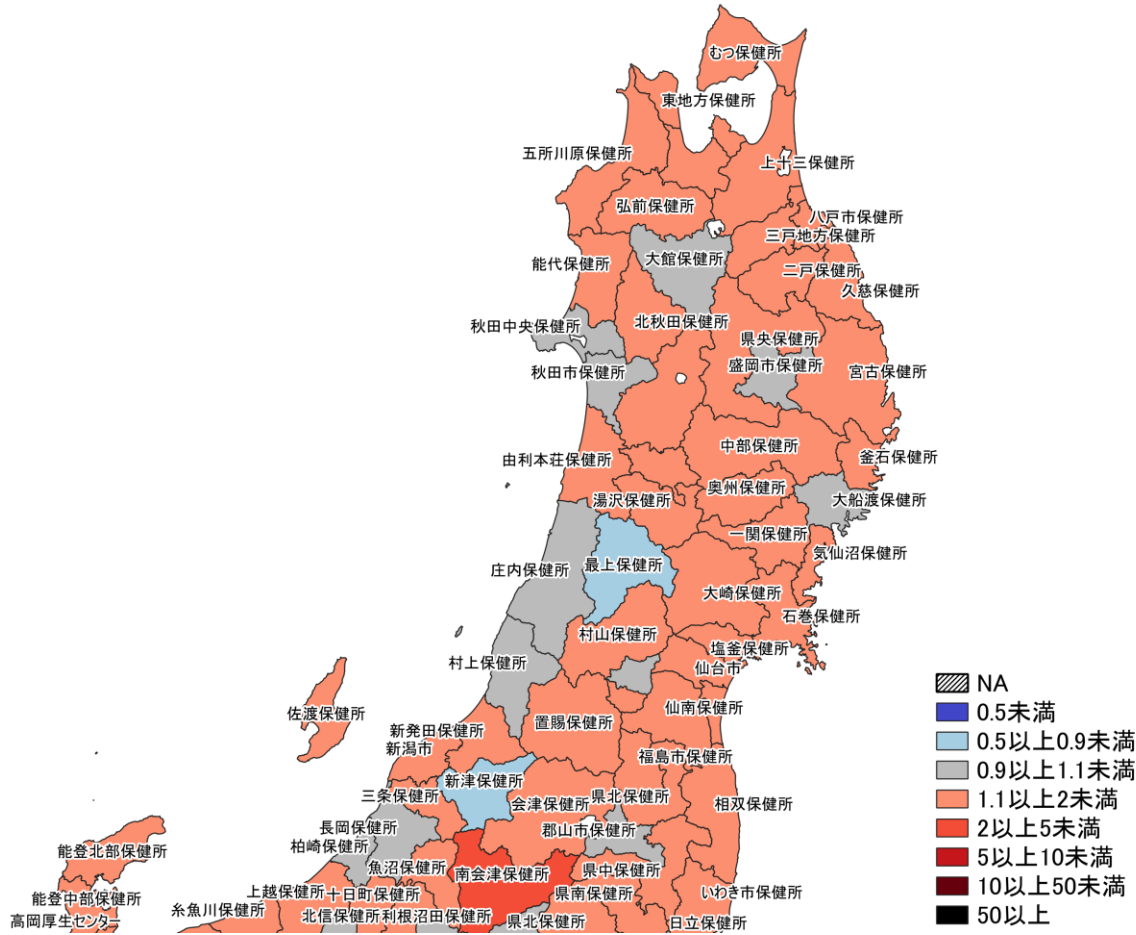 むつ保健所
東地方保健所
五所川原保健所
上十三保健所
弘前保健所
八戸市保健所
三戸地方保健所
大館保健所
能代保健所
二戸保健所
久慈保健所
北秋田保健所
秋田中央保健所
県央保健所
盛岡市保健所
秋田市保健所
宮古保健所
中部保健所
釜石保健所
由利本荘保健所
奥州保健所
湯沢保健所
大船渡保健所
一関保健所
気仙沼保健所
最上保健所
庄内保健所
大崎保健所
石巻保健所
村山保健所
塩釜保健所
村上保健所
仙台市
仙南保健所
佐渡保健所
置賜保健所
新発田保健所
新潟市
福島市保健所
新津保健所
三条保健所
会津保健所
県北保健所
相双保健所
長岡保健所
郡山市保健所
柏崎保健所
能登北部保健所
魚沼保健所
南会津保健所
県中保健所
上越保健所
十日町保健所
県南保健所
いわき市保健所
能登中部保健所
糸魚川保健所
北信保健所
利根沼田保健所
県北保健所
日立保健所
高岡厚生センター
NA
0.5未満
0.5以上0.9未満
0.9以上1.1未満
1.1以上2未満
2以上5未満
5以上10未満
10以上50未満
50以上